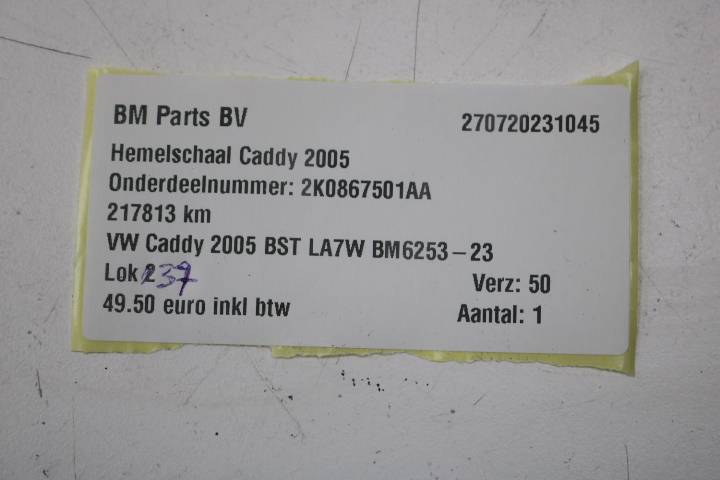 BM Parts BV 270720231045
Hemelschaal Caddy 2005
Onderdeelnummer: 2K0867501AA
217813 km
VW Caddy 2005 BST LA7W BM6253-23
Lok 237 Verz: 50
49.50 euro inkl btw Aantal: 1